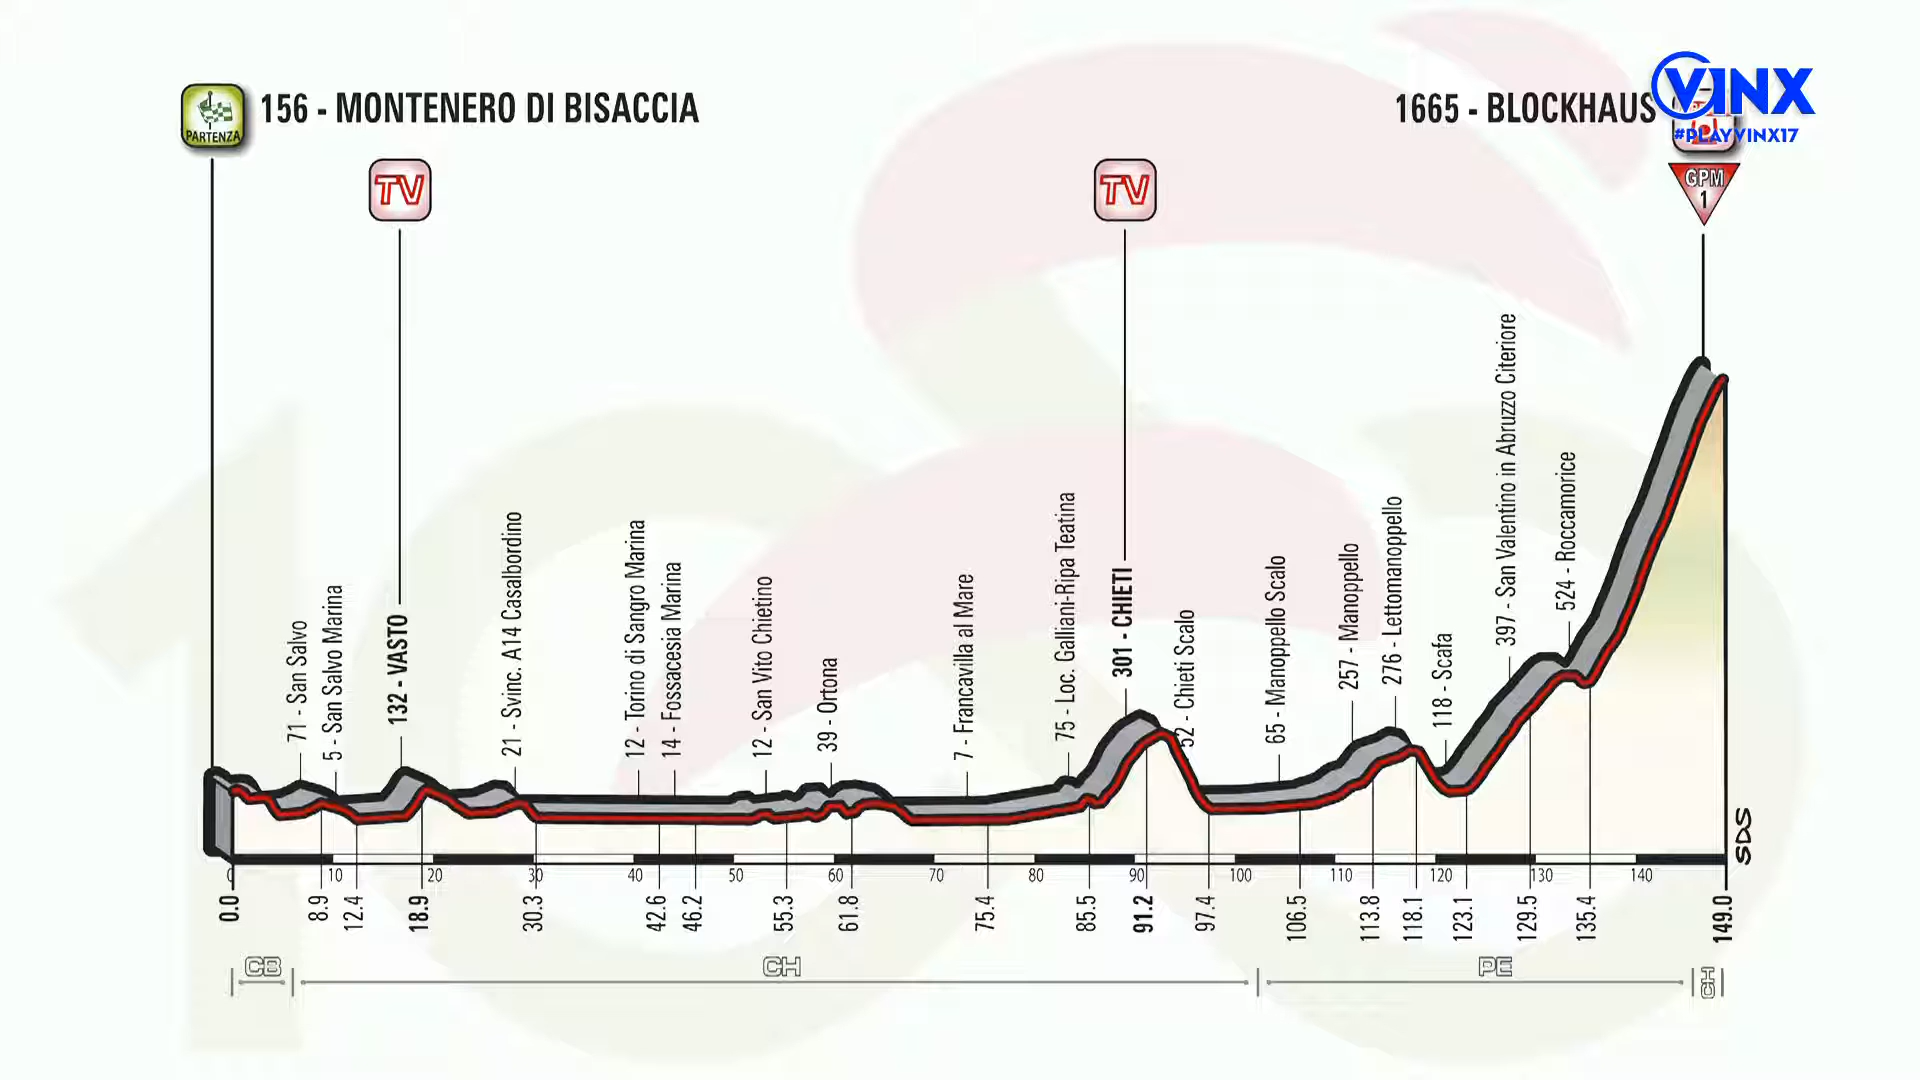 156 - MONTENERO DI BISACCIA
PARTENZA
1665 - BLOCKHAUS
VINX
#PLAYVINX17
GPM
1
TV
TV
71 - San Salvo
5 - San Salvo Marina
132 - VASTO
21 - Svinc. A14 Casalbordino
12 - Torino di Sangro Marina
14 - Fossacesia Marina
12 - San Vito Chietino
39 - Ortona
7 - Francavilla al Mare
75 - Loc. Galliani-Ripa Teatina
301 - CHIETI
52 - Chieti Scalo
65 - Manoppello Scalo
257 - Manoppello
276 - Lettomanoppello
118 - Scafa
397 - San Valentino in Abruzzo Citeriore
524 - Roccamorice
SDS
0 10 20 30 40 50 60 70 80 90 100 110 120 130 140
0.0 8.9 12.4 18.9 30.3 42.6 46.2 55.3 61.8 75.4 85.5 91.2 97.4 106.5 113.8 118.1 123.1 129.5 135.4 149.0
CB CH PE CH
100